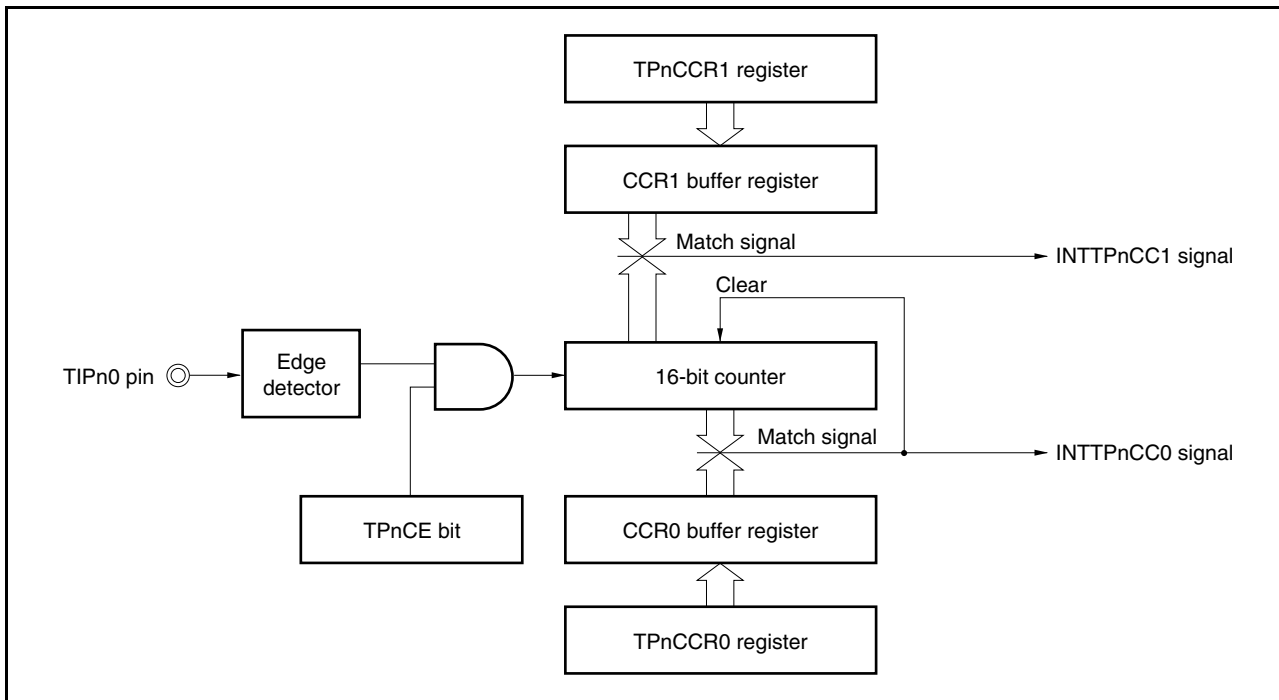 TPnCCR1 register
CCR1 buffer register
Match signal
INTTPnCC1 signal
Clear
TIPn0 pin
Edge
detector
16-bit counter
Match signal
INTTPnCC0 signal
TPnCE bit
CCR0 buffer register
TPnCCR0 register